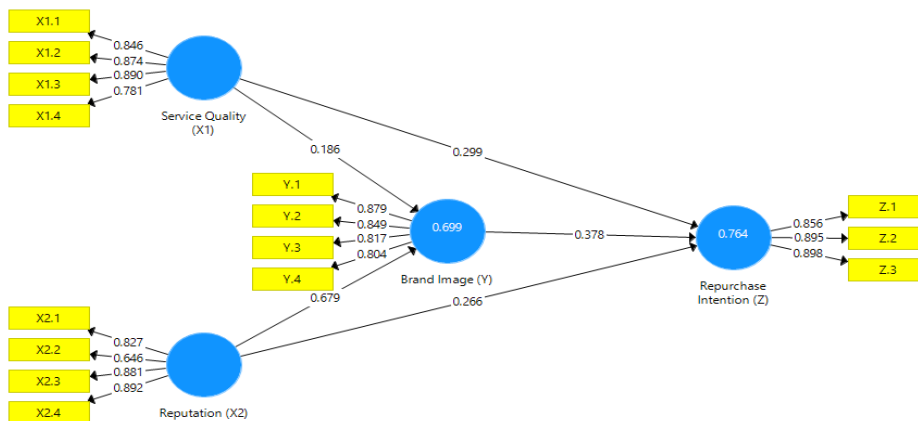 X1.1
X1.2
X1.3
X1.4
0.846
0.874
0.890
0.781
Service Quality
(X1)
0.186
0.299
Y.1
Y.2
Y.3
Y.4
0.879
0.849
0.817
0.804
0.699
Brand Image (Y)
0.378
0.764
Repurchase
Intention (Z)
0.856
0.895
0.898
Z.1
Z.2
Z.3
0.679
0.266
X2.1
X2.2
X2.3
X2.4
0.827
0.646
0.881
0.892
Reputation (X2)